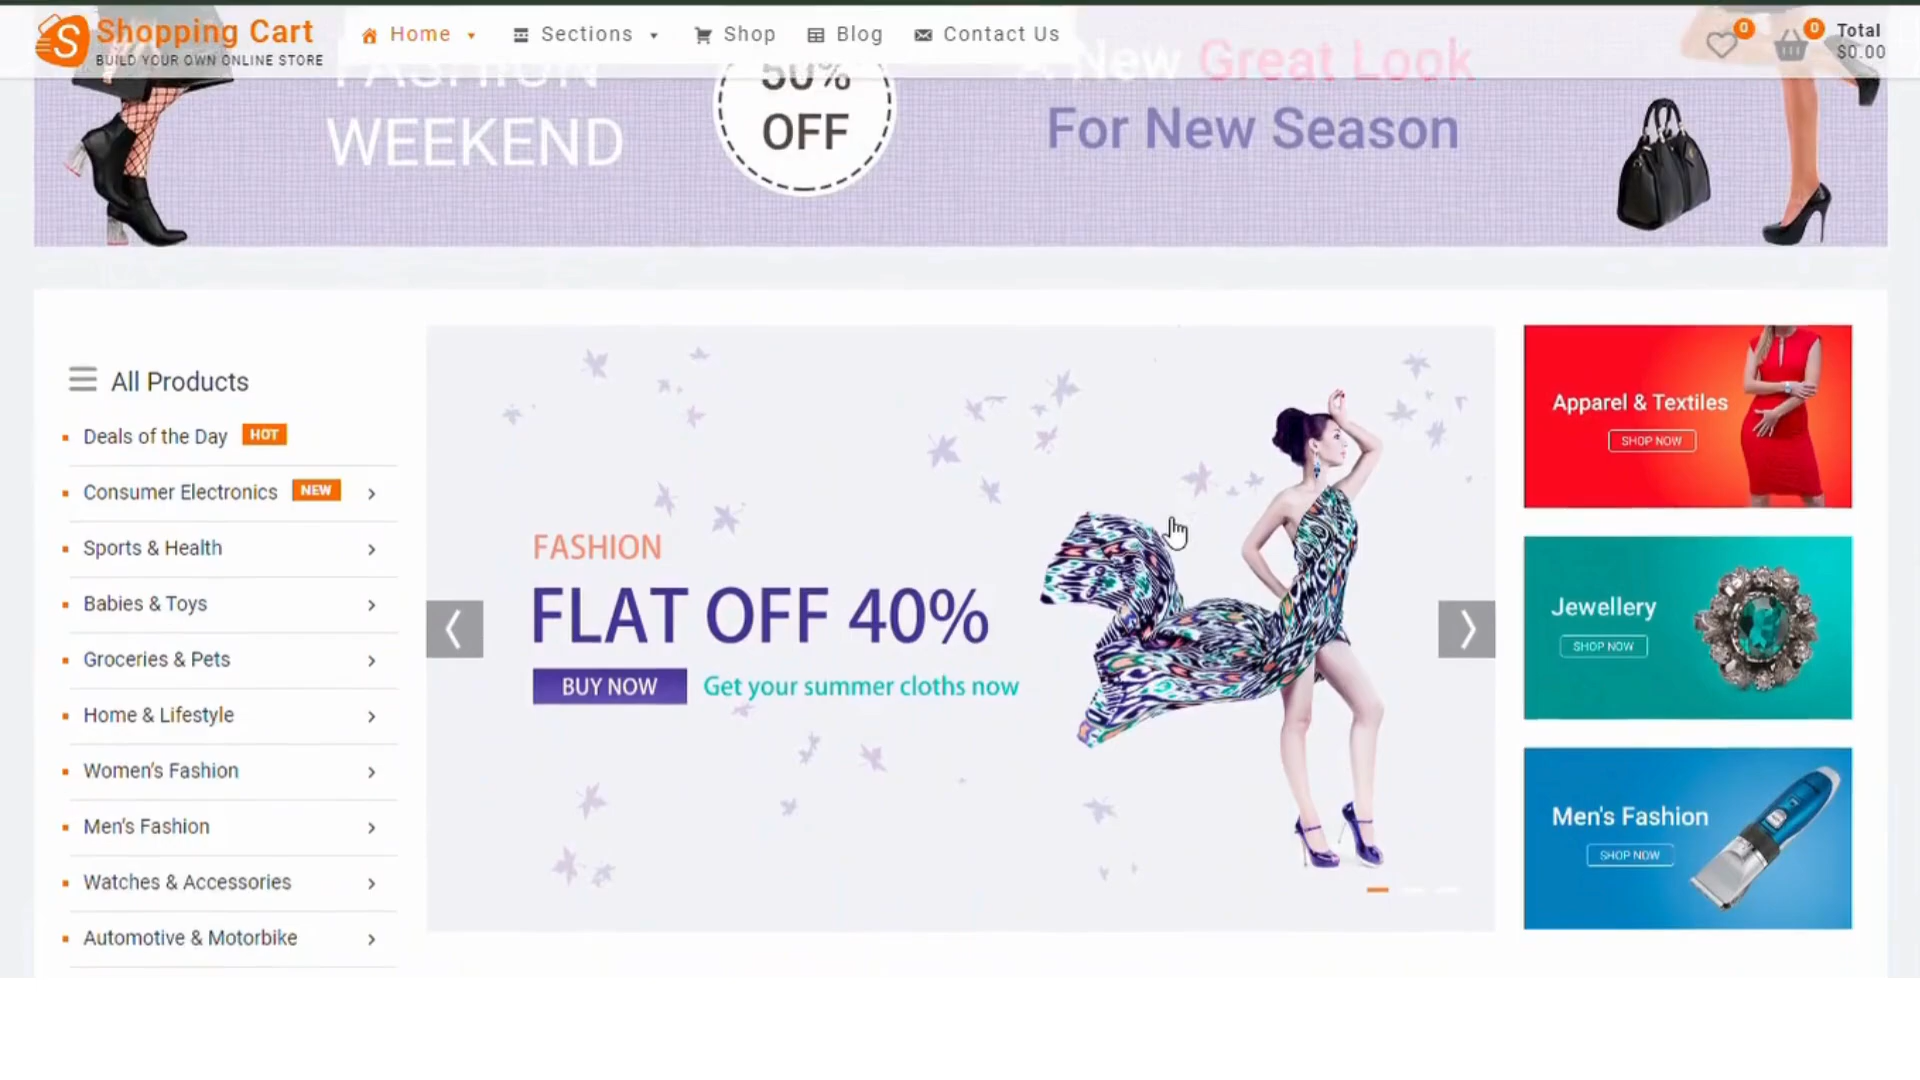 Shopping Cart
BUILD YOUR OWN ONLINE STORE
Home
Sections
Shop
Blog
Contact Us
0
0
Total
$0.00
FASHION
WEEKEND
50%
OFF
A New Great Look
For New Season
All Products
Deals of the Day HOT
Consumer Electronics NEW
Sports & Health
Babies & Toys
Groceries & Pets
Home & Lifestyle
Women's Fashion
Men's Fashion
Watches & Accessories
Automotive & Motorbike
FASHION
FLAT OFF 40%
BUY NOW Get your summer cloths now
Apparel & Textiles
SHOP NOW
Jewellery
SHOP NOW
Men's Fashion
SHOP NOW